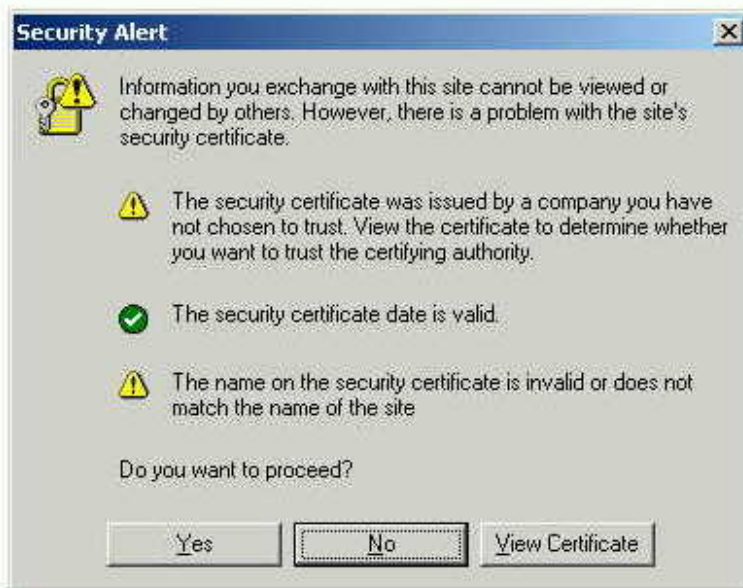 Security Alert
Information you exchange with this site cannot be viewed or
changed by others. However, there is a problem with the site's
security certificate.
The security certificate was issued by a company you have
not chosen to trust. View the certificate to determine whether
you want to trust the certifying authority.
The security certificate date is valid.
The name on the security certificate is invalid or does not
match the name of the site
Do you want to proceed?
Yes No View Certificate